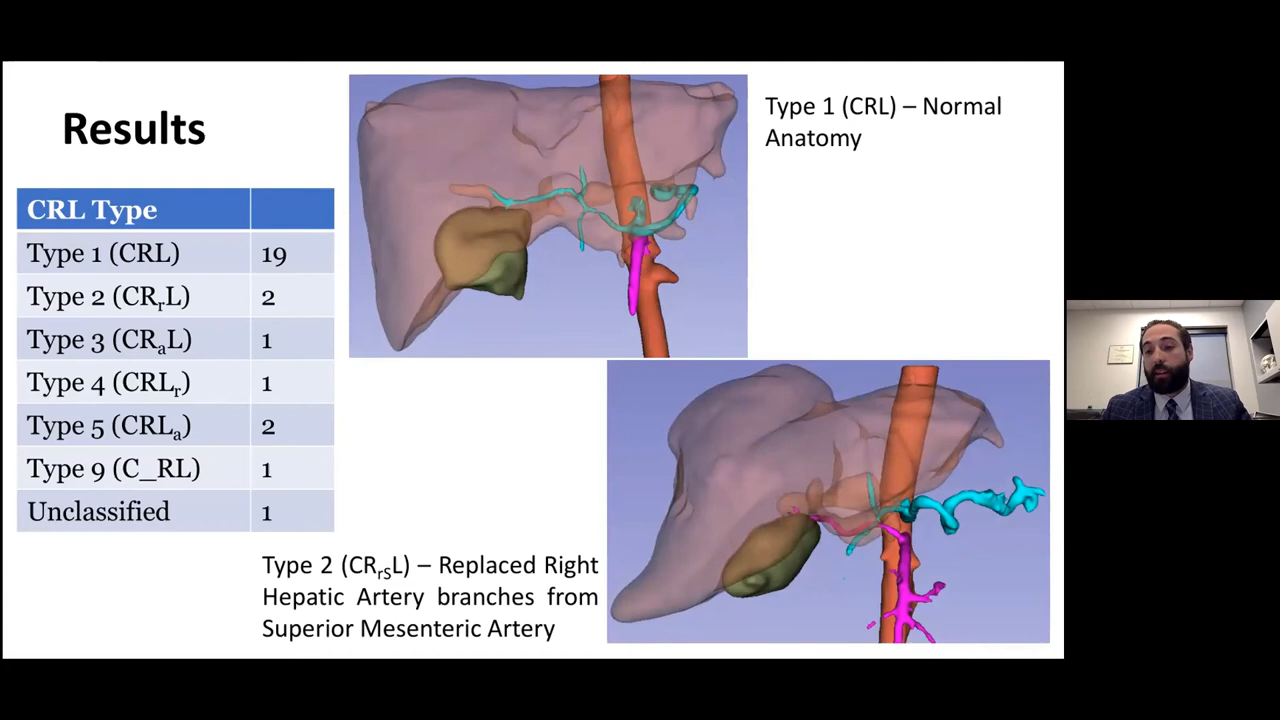 Results
CRL Type
Type 1 (CRL) 19
Type 2 (CRrL) 2
Type 3 (CRaL) 1
Type 4 (CRLr) 1
Type 5 (CRLa) 2
Type 9 (C_RL) 1
Unclassified 1
Type 1 (CRL) – Normal
Anatomy
Type 2 (CRrSL) – Replaced Right
Hepatic Artery branches from
Superior Mesenteric Artery